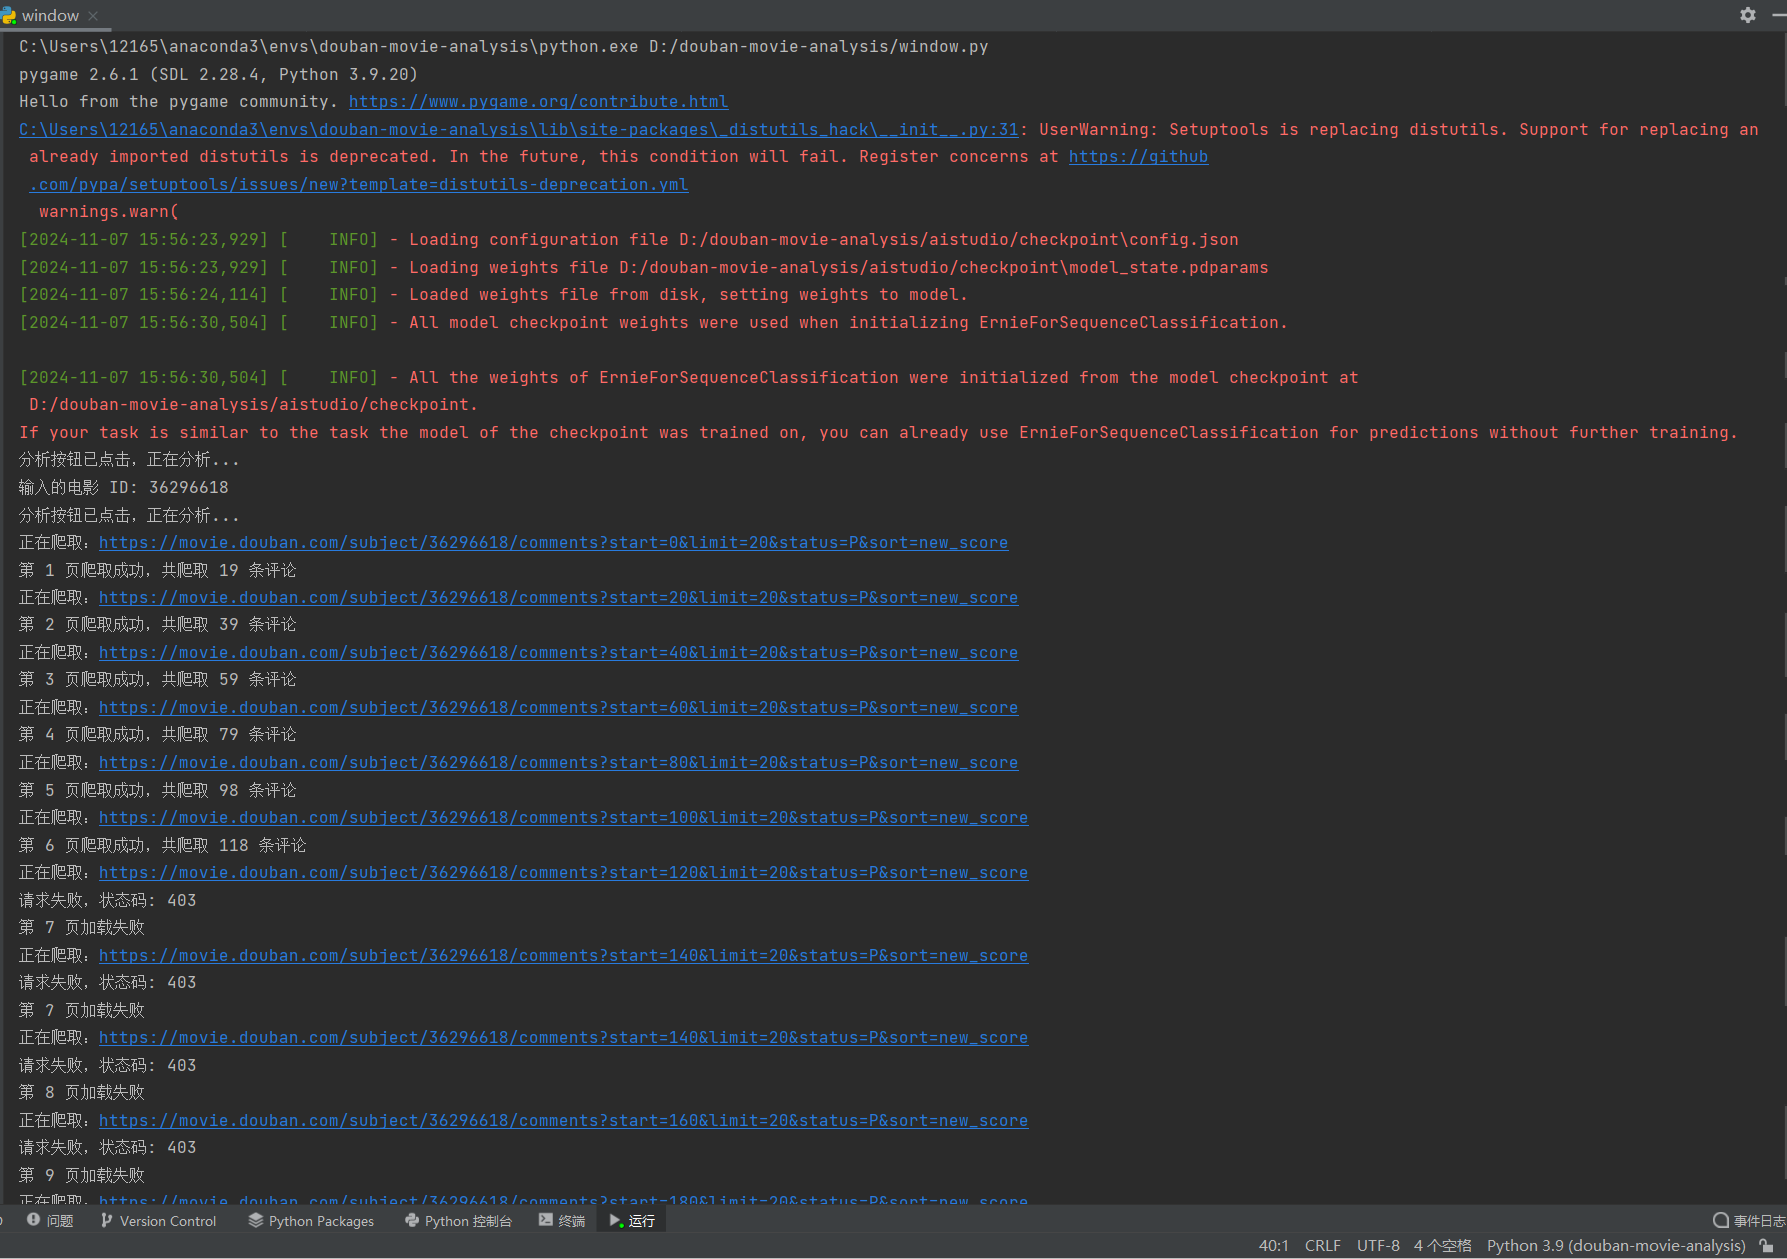 window
C:\Users\12165\anaconda3\envs\douban-movie-analysis\python.exe D:/douban-movie-analysis/window.py
pygame 2.6.1 (SDL 2.28.4, Python 3.9.20)
Hello from the pygame community. https://www.pygame.org/contribute.html
C:\Users\12165\anaconda3\envs\douban-movie-analysis\lib\site-packages\_distutils_hack\__init__.py:31: UserWarning: Setuptools is replacing distutils. Support for replacing an
already imported distutils is deprecated. In the future, this condition will fail. Register concerns at https://github
.com/pypa/setuptools/issues/new?template=distutils-deprecation.yml
warnings.warn(
[2024-11-07 15:56:23,929] [    INFO] - Loading configuration file D:/douban-movie-analysis/aistudio/checkpoint\config.json
[2024-11-07 15:56:23,929] [    INFO] - Loading weights file D:/douban-movie-analysis/aistudio/checkpoint\model_state.pdparams
[2024-11-07 15:56:24,114] [    INFO] - Loaded weights file from disk, setting weights to model.
[2024-11-07 15:56:30,504] [    INFO] - All model checkpoint weights were used when initializing ErnieForSequenceClassification.
[2024-11-07 15:56:30,504] [    INFO] - All the weights of ErnieForSequenceClassification were initialized from the model checkpoint at
D:/douban-movie-analysis/aistudio/checkpoint.
If your task is similar to the task the model of the checkpoint was trained on, you can already use ErnieForSequenceClassification for predictions without further training.
分析按钮已点击，正在分析...
输入的电影 ID: 36296618
分析按钮已点击，正在分析...
正在爬取：https://movie.douban.com/subject/36296618/comments?start=0&limit=20&status=P&sort=new_score
第 1 页爬取成功，共爬取 19 条评论
正在爬取：https://movie.douban.com/subject/36296618/comments?start=20&limit=20&status=P&sort=new_score
第 2 页爬取成功，共爬取 39 条评论
正在爬取：https://movie.douban.com/subject/36296618/comments?start=40&limit=20&status=P&sort=new_score
第 3 页爬取成功，共爬取 59 条评论
正在爬取：https://movie.douban.com/subject/36296618/comments?start=60&limit=20&status=P&sort=new_score
第 4 页爬取成功，共爬取 79 条评论
正在爬取：https://movie.douban.com/subject/36296618/comments?start=80&limit=20&status=P&sort=new_score
第 5 页爬取成功，共爬取 98 条评论
正在爬取：https://movie.douban.com/subject/36296618/comments?start=100&limit=20&status=P&sort=new_score
第 6 页爬取成功，共爬取 118 条评论
正在爬取：https://movie.douban.com/subject/36296618/comments?start=120&limit=20&status=P&sort=new_score
请求失败，状态码: 403
第 7 页加载失败
正在爬取：https://movie.douban.com/subject/36296618/comments?start=140&limit=20&status=P&sort=new_score
请求失败，状态码: 403
第 7 页加载失败
正在爬取：https://movie.douban.com/subject/36296618/comments?start=140&limit=20&status=P&sort=new_score
请求失败，状态码: 403
第 8 页加载失败
正在爬取：https://movie.douban.com/subject/36296618/comments?start=160&limit=20&status=P&sort=new_score
请求失败，状态码: 403
第 9 页加载失败
正在爬取：https://movie.douban.com/subject/36296618/comments?start=180&limit=20&status=P&sort=new_score
问题 Version Control Python Packages Python 控制台 终端 运行 事件日志
40:1 CRLF UTF-8 4 个空格 Python 3.9 (douban-movie-analysis)